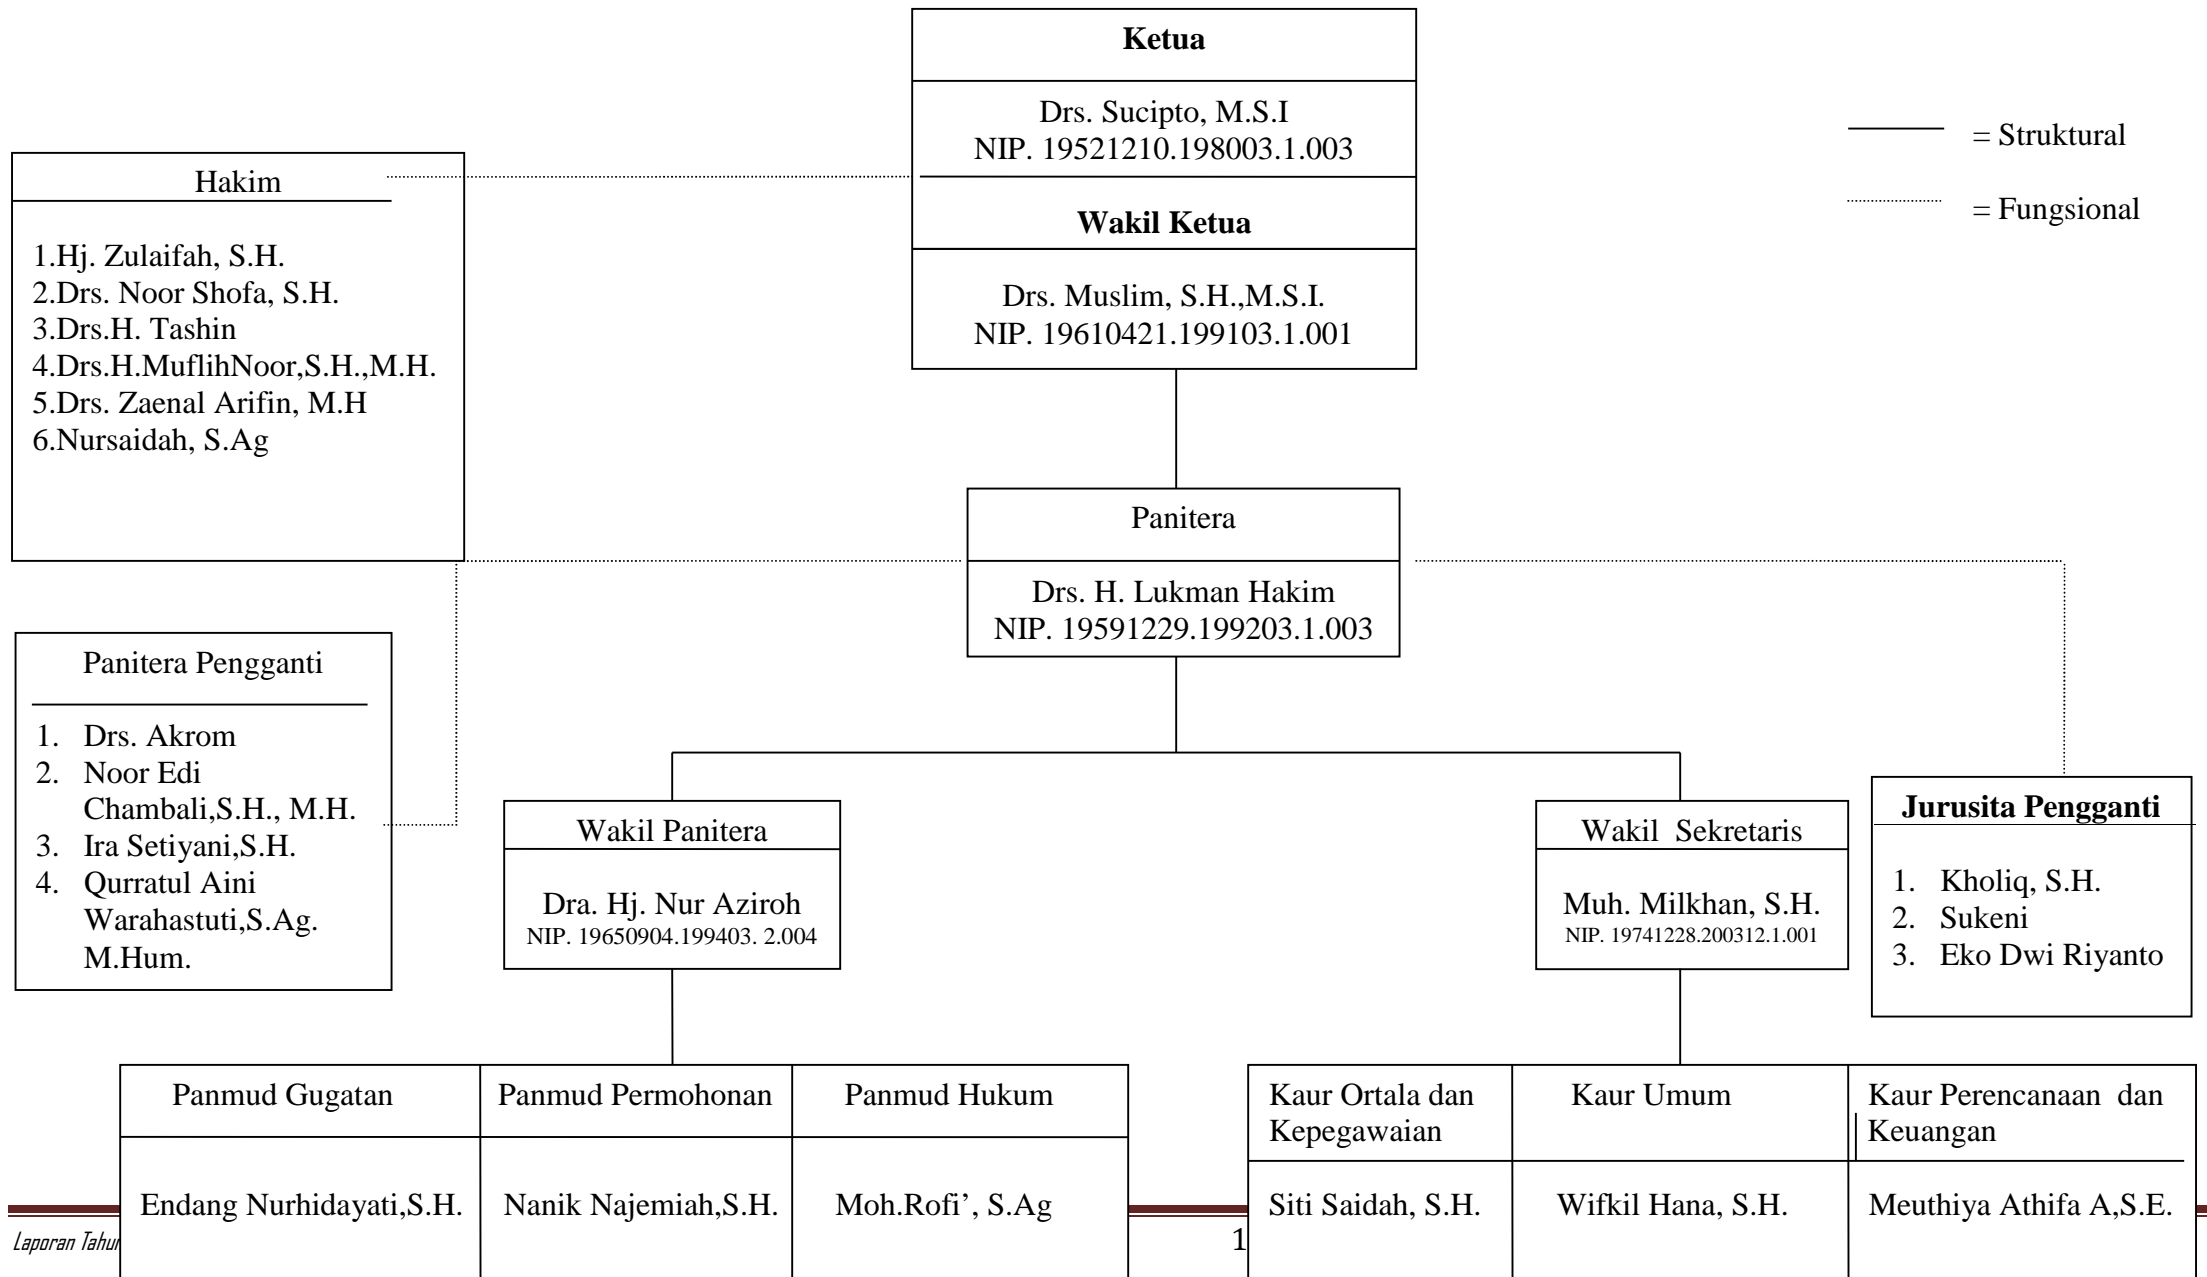 Ketua
Drs. Sucipto, M.S.I
NIP. 19521210.198003.1.003
Wakil Ketua
Drs. Muslim, S.H.,M.S.I.
NIP. 19610421.199103.1.001
= Struktural
= Fungsional
Hakim
1.Hj. Zulaifah, S.H.
2.Drs. Noor Shofa, S.H.
3.Drs.H. Tashin
4.Drs.H.MuflihNoor,S.H.,M.H.
5.Drs. Zaenal Arifin, M.H
6.Nursaidah, S.Ag
Panitera
Drs. H. Lukman Hakim
NIP. 19591229.199203.1.003
Panitera Pengganti
1. Drs. Akrom
2. Noor Edi
Chambali,S.H., M.H.
3. Ira Setiyani,S.H.
4. Qurratul Aini
Warahastuti,S.Ag.
M.Hum.
Wakil Panitera
Dra. Hj. Nur Aziroh
NIP. 19650904.199403. 2.004
Wakil Sekretaris
Muh. Milkhan, S.H.
NIP. 19741228.200312.1.001
Jurusita Pengganti
1. Kholiq, S.H.
2. Sukeni
3. Eko Dwi Riyanto
Panmud Gugatan
Endang Nurhidayati,S.H.
Panmud Permohonan
Nanik Najemiah,S.H.
Panmud Hukum
Moh.Rofi’, S.Ag
Kaur Ortala dan
Kepegawaian
Siti Saidah, S.H.
Kaur Umum
Wifkil Hana, S.H.
Kaur Perencanaan dan
Keuangan
Meuthiya Athifa A,S.E.
Laporan Tahun
1